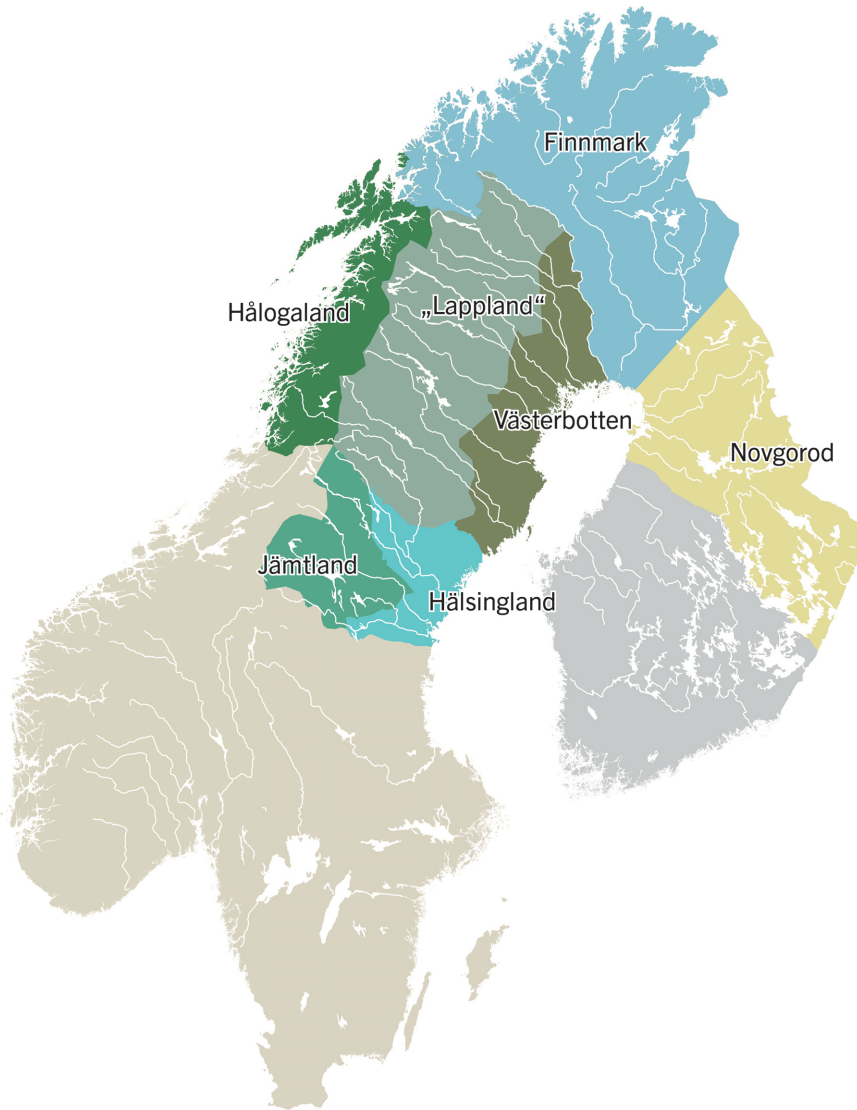 Finnmark
Hålogaland
„Lappland“
Västerbotten
Novgorod
Jämtland
Hälsingland